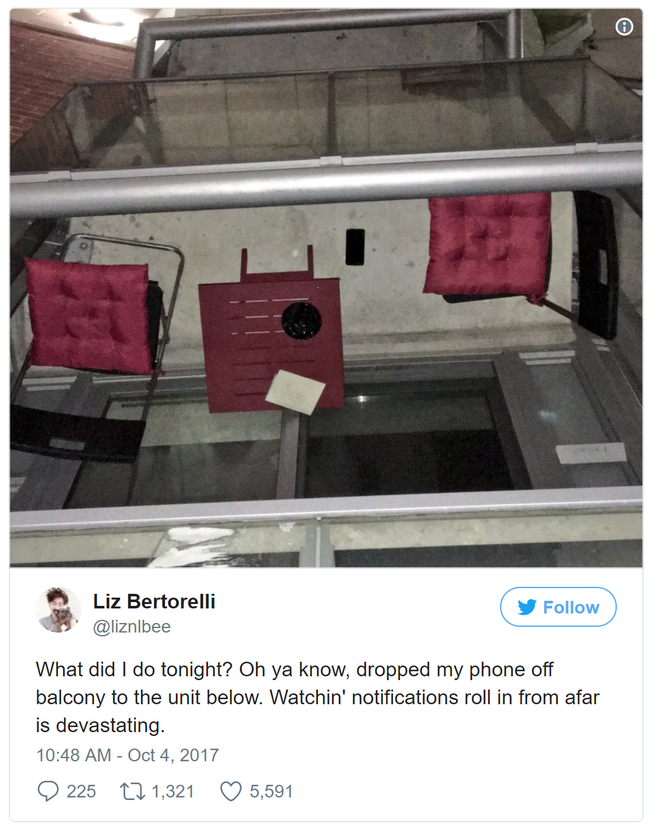 Liz Bertorelli
@liznlbee
Follow
What did I do tonight? Oh ya know, dropped my phone off
balcony to the unit below. Watchin' notifications roll in from afar
is devastating.
10:48 AM - Oct 4, 2017
225 1,321 5,591